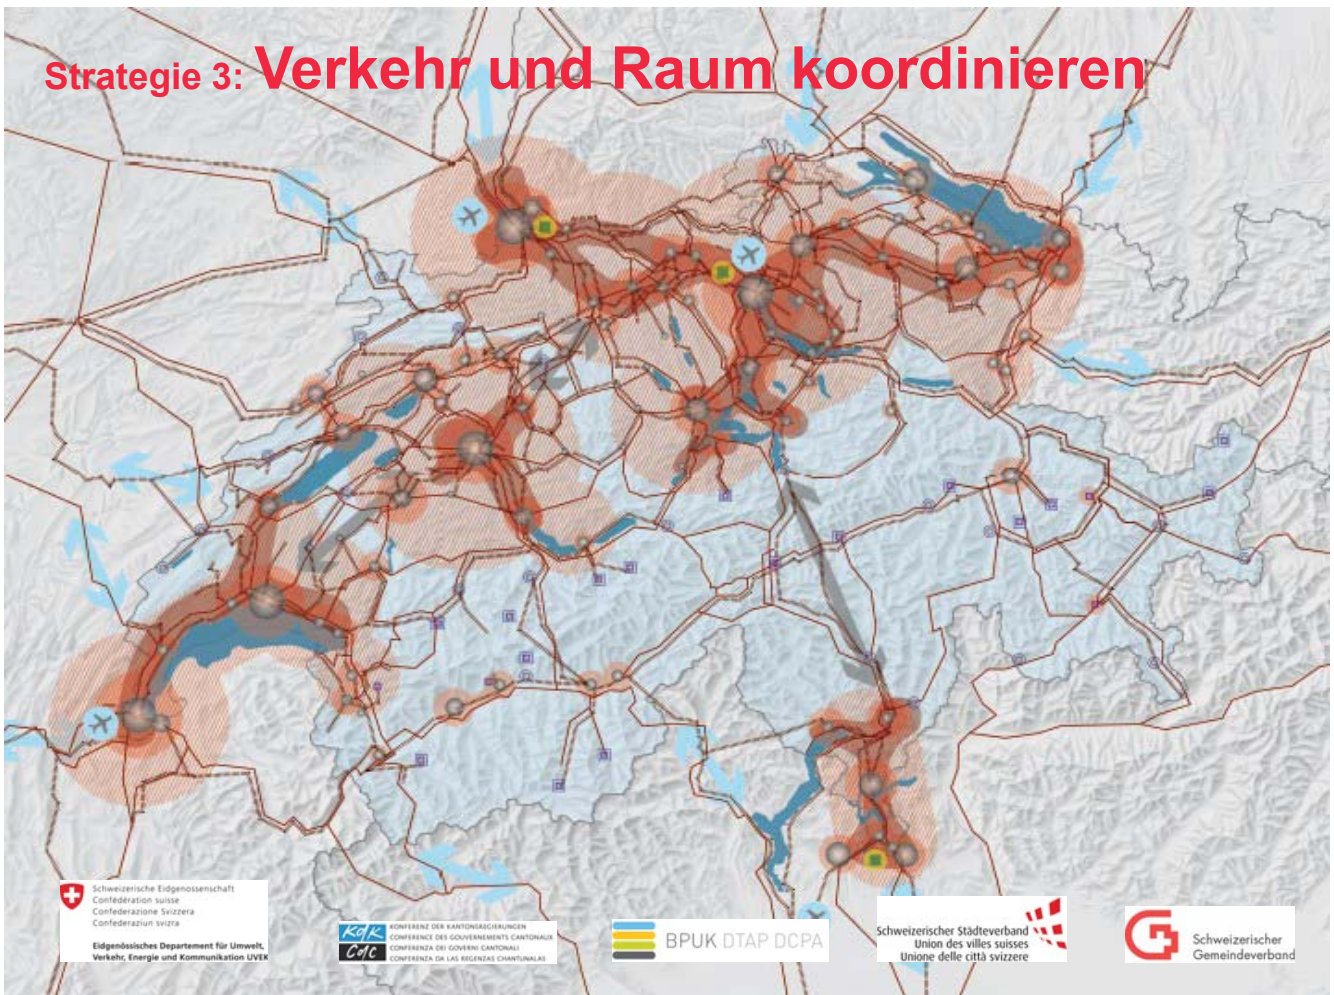 Strategie 3: Verkehr und Raum koordinieren
Schweizerische Eidgenossenschaft
Confédération suisse
Confederazione Svizzera
Confederaziun svizra
Eidgenössisches Departement für Umwelt,
Verkehr, Energie und Kommunikation UVEK
KdK
CdC
KONFERENZ DER KANTONSREGIERUNGEN
CONFERENCE DES GOUVERNEMENTS CANTONAUX
CONFERENZA DEI GOVERNI CANTONALI
CONFERENZA DA LAS REGENZAS CHANTUNALAS
BPUK DTAP DCPA
Schweizerischer Städteverband
Union des villes suisses
Unione delle città svizzere
Schweizerischer
Gemeindeverband